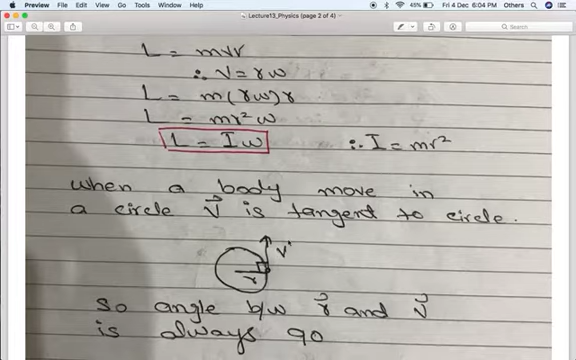 Preview File Edit View Go Tools Window Help 45% Fri 4 Dec 6:04 PM Others
Lecture13_Physics (page 2 of 4)
Search
L = mvr
∴ V = rω
L = m(rω)r
L = mr²ω
L = Iω ∵ I = mr²
when a body move in
a circle V⃗ is tangent to circle.
V⃗
r
So angle b/w r⃗ and V⃗
is always 90